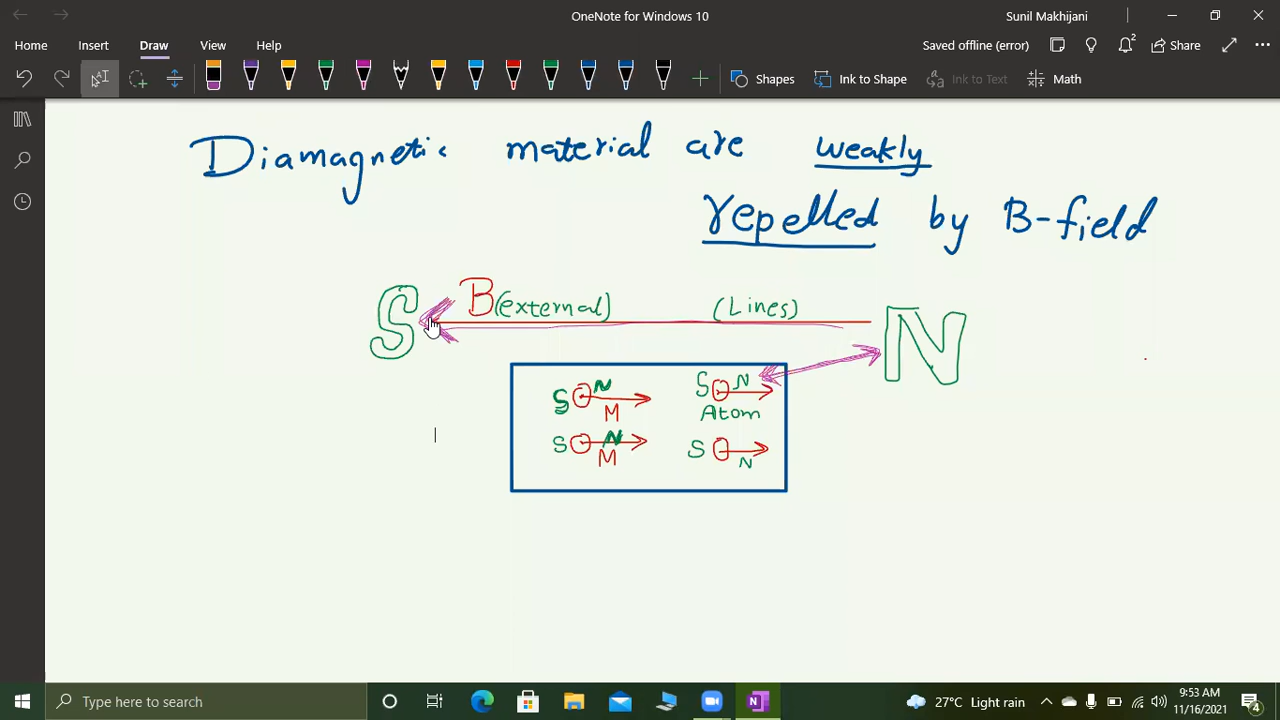 OneNote for Windows 10
Sunil Makhijani
Home Insert Draw View Help
Saved offline (error)
Share
Shapes
Ink to Shape
Ink to Text
Math
Diamagnetic material are weakly
repelled by B-field
S B(external) (Lines) N
S N S N
M Atom
S N S N
M
Type here to search
27°C Light rain
9:53 AM
11/16/2021
4